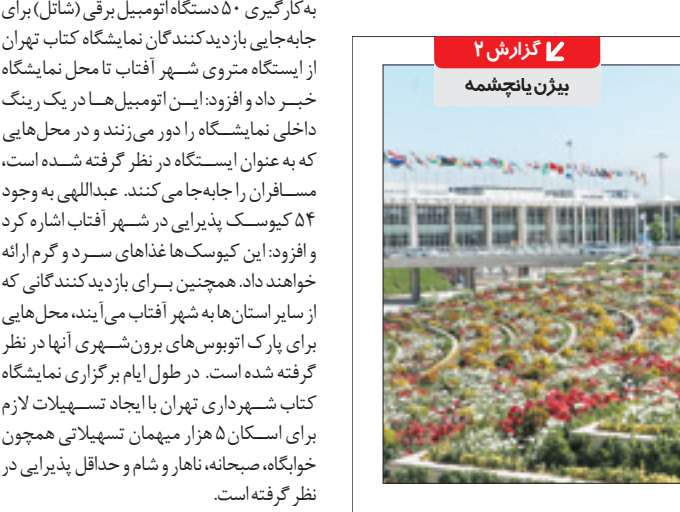 گزارش ۲
بیژن یانچشمه
به‌کارگیری ۵۰ دستگاه اتومبیل برقی (شاتل) برای
جابه‌جایی بازدیدکنندگان نمایشگاه کتاب تهران
از ایستگاه متروی شهر آفتاب تا محل نمایشگاه
خبر داد و افزود: این اتومبیل‌ها در یک رینگ
داخلی نمایشگاه را دور می‌زنند و در محل‌هایی
که به عنوان ایستگاه در نظر گرفته شده است،
مسافران را جابه‌جا می‌کنند. عبداللهی به وجود
۵۴ کیوسک پذیرایی در شهر آفتاب اشاره کرد
و افزود: این کیوسک‌ها غذاهای سرد و گرم ارائه
خواهند داد. همچنین برای بازدیدکنندگانی که
از سایر استان‌ها به شهر آفتاب می‌آیند، محل‌هایی
برای پارک اتوبوس‌های برون‌شهری آنها در نظر
گرفته شده است. در طول ایام برگزاری نمایشگاه
کتاب شهرداری تهران با ایجاد تسهیلات لازم
برای اسکان ۵ هزار میهمان تسهیلاتی همچون
خوابگاه، صبحانه، ناهار و شام و حداقل پذیرایی در
نظر گرفته است.